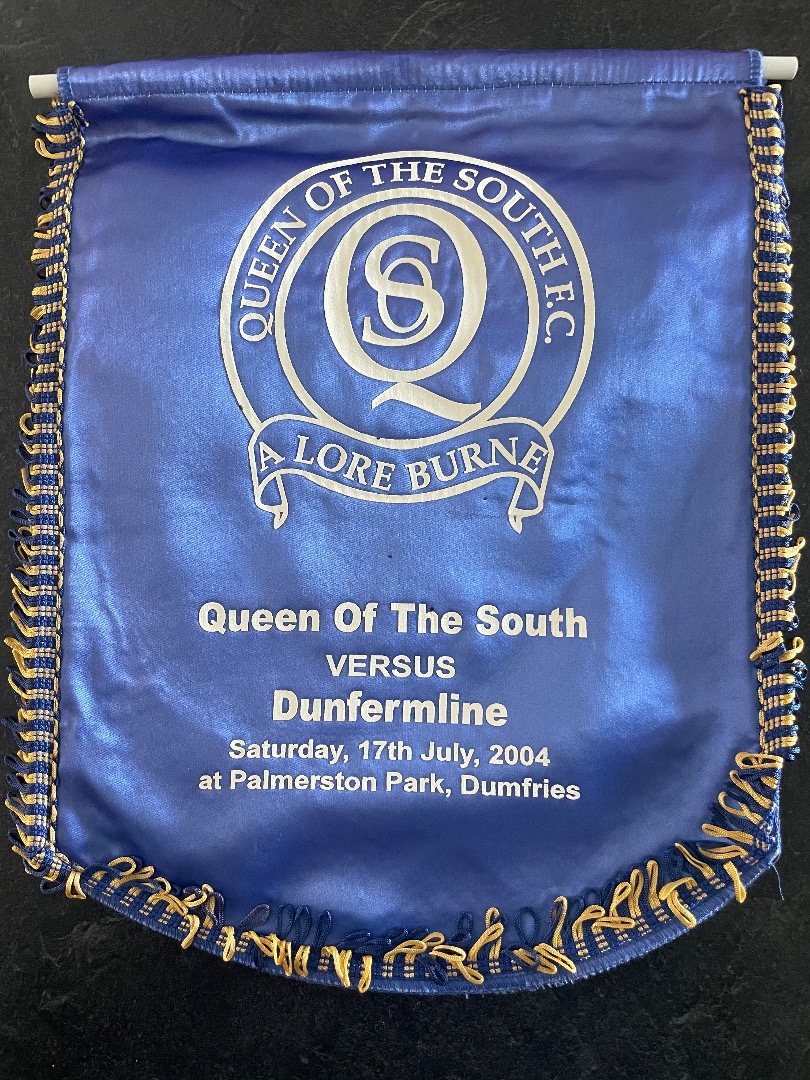 QUEEN OF THE SOUTH F.C.
QOS
A LORE BURNE
Queen Of The South
VERSUS
Dunfermline
Saturday, 17th July, 2004
at Palmerston Park, Dumfries